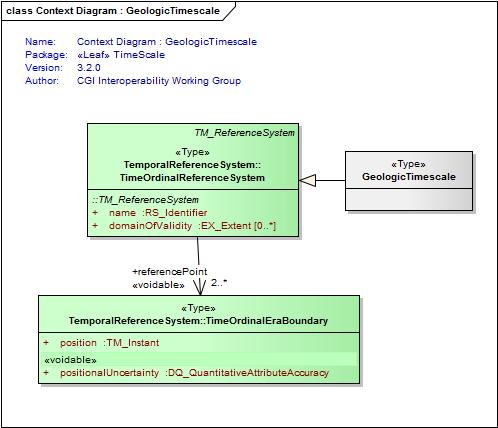 class Context Diagram : GeologicTimescale
Name: Context Diagram : GeologicTimescale
Package: «Leaf» TimeScale
Version: 3.2.0
Author: CGI Interoperability Working Group
TM_ReferenceSystem
«Type»
TemporalReferenceSystem::
TimeOrdinalReferenceSystem
::TM_ReferenceSystem
+ name :RS_Identifier
+ domainOfValidity :EX_Extent [0..*]
«Type»
GeologicTimescale
+referencePoint
«voidable» 2..*
«Type»
TemporalReferenceSystem::TimeOrdinalEraBoundary
+ position :TM_Instant
«voidable»
+ positionalUncertainty :DQ_QuantitativeAttributeAccuracy